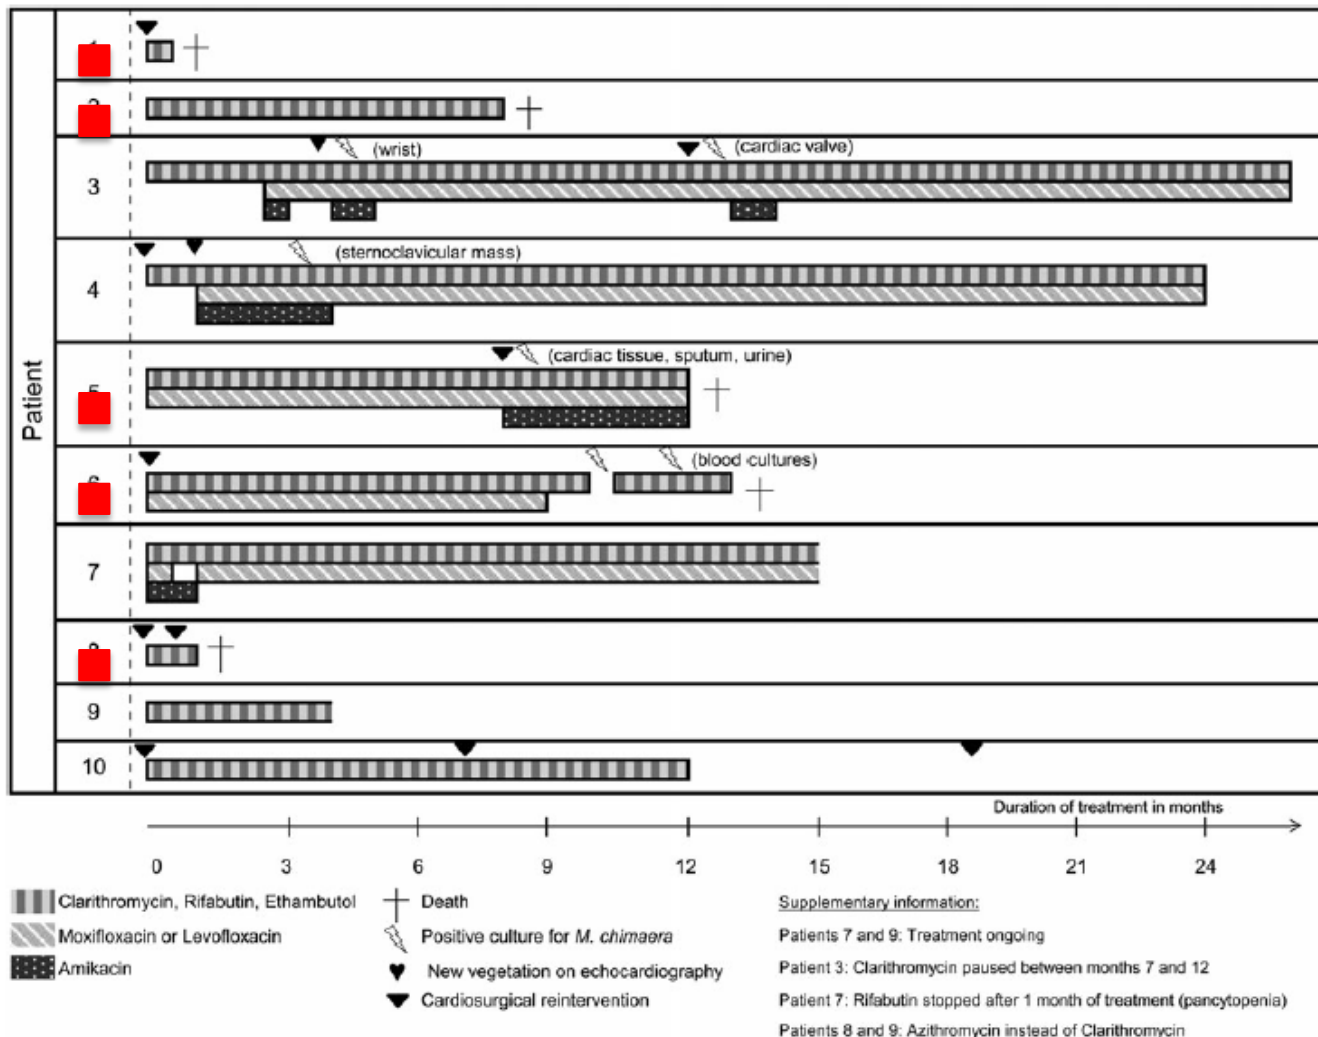 Patient
3
(wrist)
(cardiac valve)
4
(sternoclavicular mass)
(cardiac tissue, sputum, urine)
(blood cultures)
7
9
10
Duration of treatment in months
0 3 6 9 12 15 18 21 24
Clarithromycin, Rifabutin, Ethambutol
Moxifloxacin or Levofloxacin
Amikacin
Death
Positive culture for M. chimaera
New vegetation on echocardiography
Cardiosurgical reintervention
Supplementary information:
Patients 7 and 9: Treatment ongoing
Patient 3: Clarithromycin paused between months 7 and 12
Patient 7: Rifabutin stopped after 1 month of treatment (pancytopenia)
Patients 8 and 9: Azithromycin instead of Clarithromycin